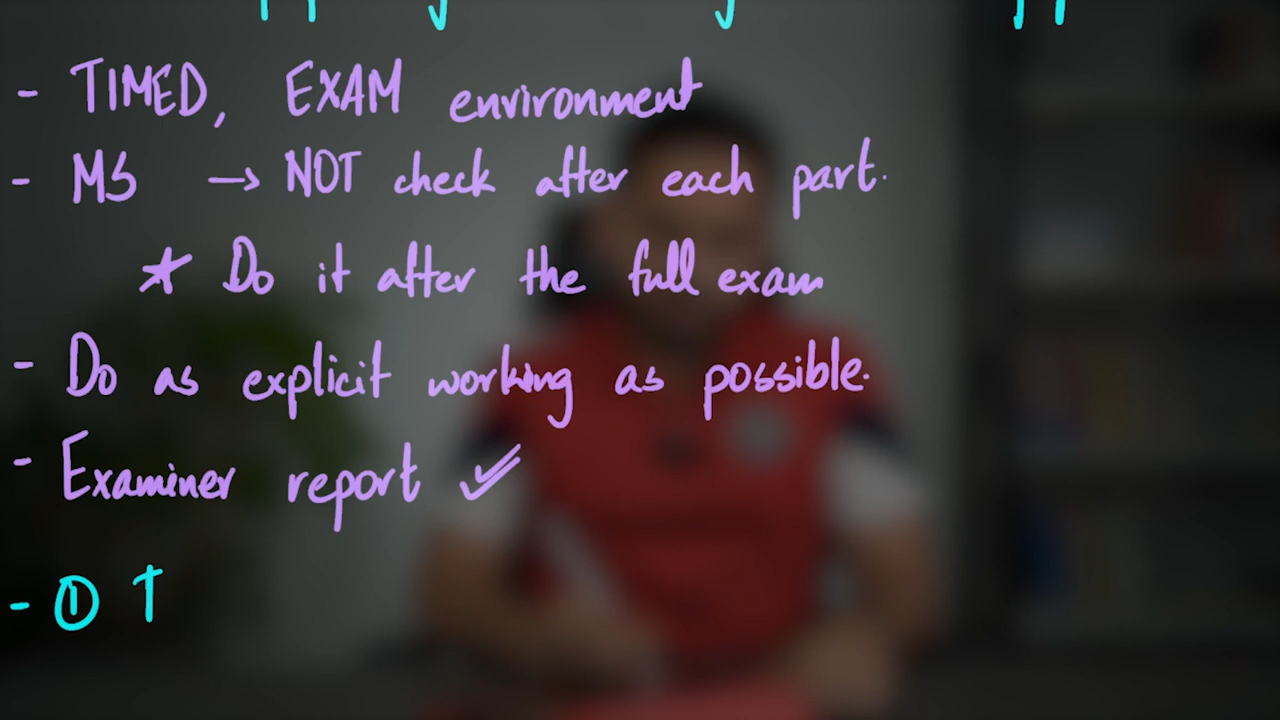 - TIMED, EXAM environment
- MS → NOT check after each part.
★ Do it after the full exam
- Do as explicit working as possible.
- Examiner report ✓
- ① T